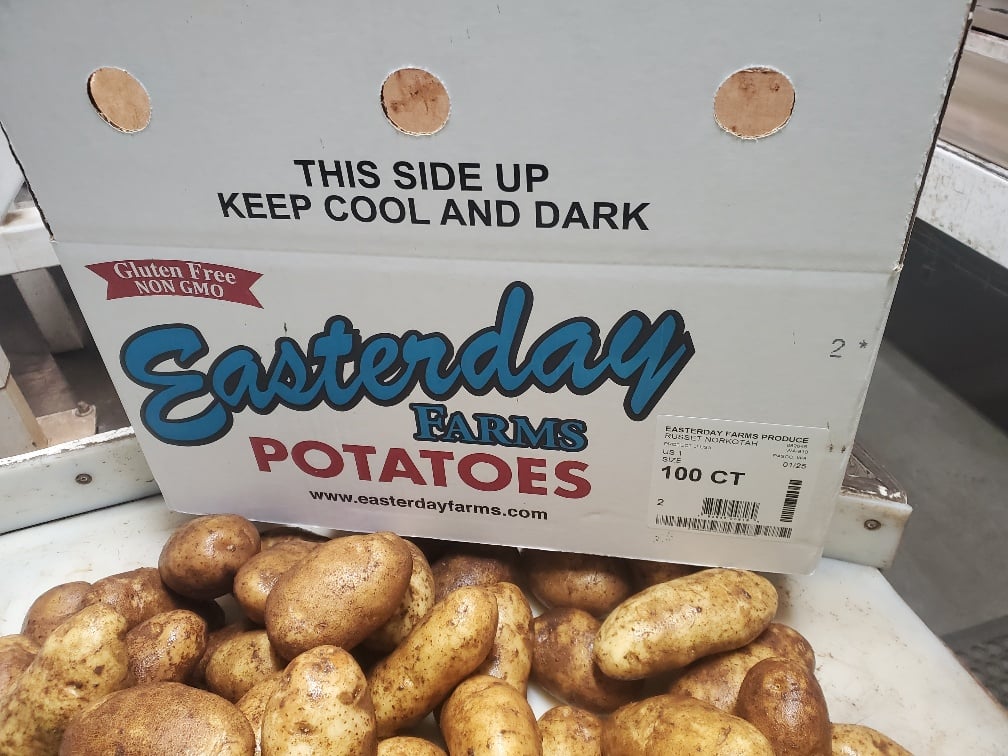 THIS SIDE UP
KEEP COOL AND DARK
Gluten Free
NON GMO
Easterday
FARMS
POTATOES
www.easterdayfarms.com
2 *
EASTERDAY FARMS PRODUCE
RUSSET NORKOTAH
US 1
SIZE
01/25
100 CT
2